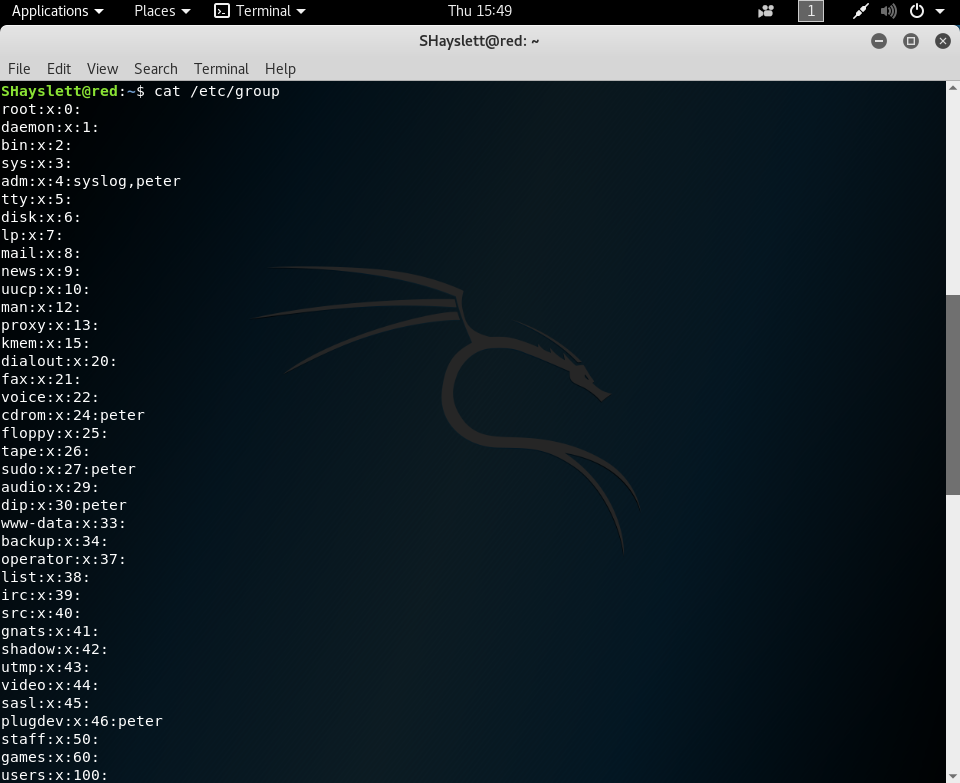 Applications Places Terminal Thu 15:49 1
SHayslett@red: ~
File Edit View Search Terminal Help
SHayslett@red:~$ cat /etc/group
root:x:0:
daemon:x:1:
bin:x:2:
sys:x:3:
adm:x:4:syslog,peter
tty:x:5:
disk:x:6:
lp:x:7:
mail:x:8:
news:x:9:
uucp:x:10:
man:x:12:
proxy:x:13:
kmem:x:15:
dialout:x:20:
fax:x:21:
voice:x:22:
cdrom:x:24:peter
floppy:x:25:
tape:x:26:
sudo:x:27:peter
audio:x:29:
dip:x:30:peter
www-data:x:33:
backup:x:34:
operator:x:37:
list:x:38:
irc:x:39:
src:x:40:
gnats:x:41:
shadow:x:42:
utmp:x:43:
video:x:44:
sasl:x:45:
plugdev:x:46:peter
staff:x:50:
games:x:60:
users:x:100: